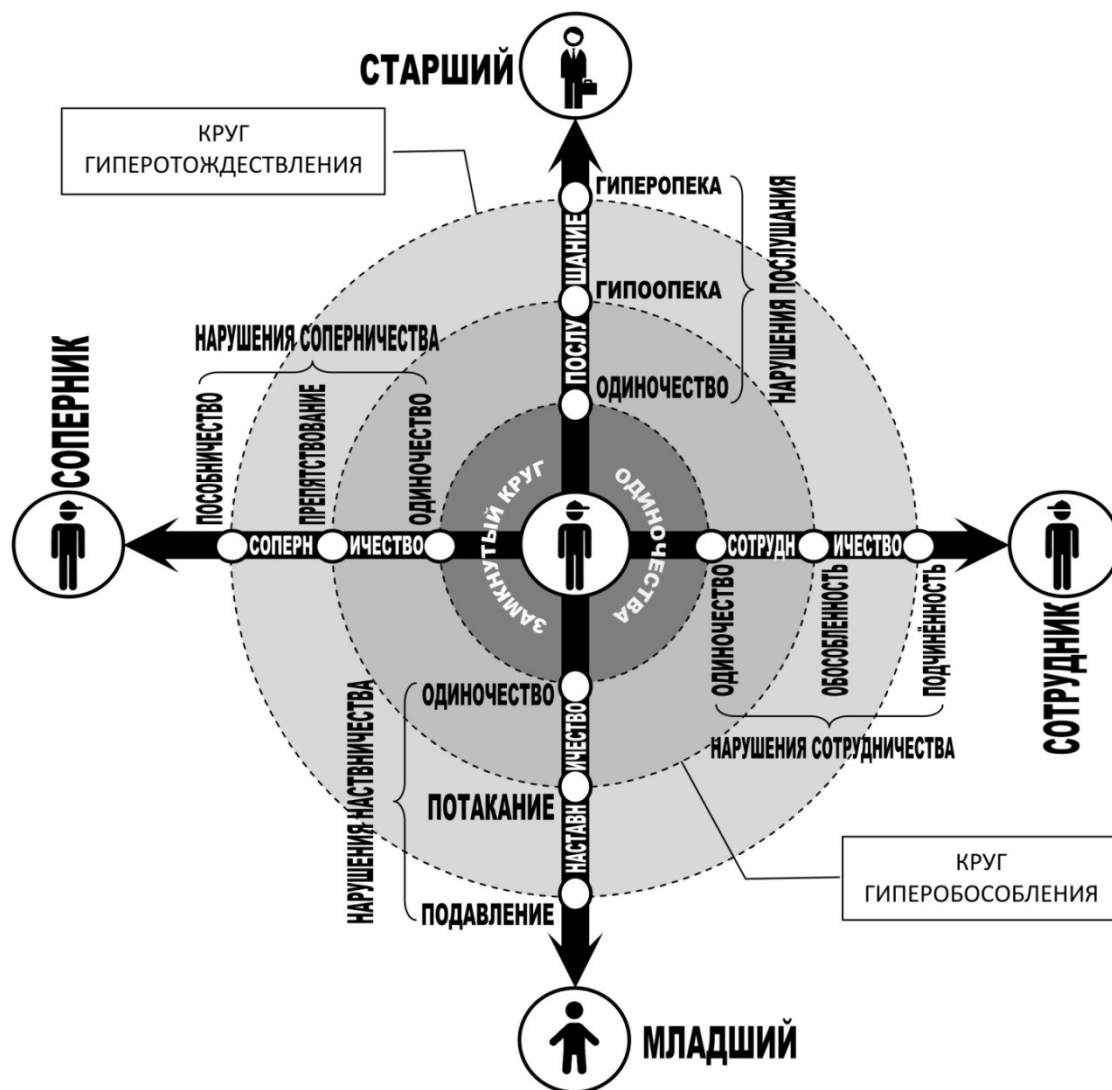 СТАРШИЙ
КРУГ
ГИПЕРОТОЖДЕСТВЛЕНИЯ
ГИПЕРОПЕКА
ГИПООПЕКА
ОДИНОЧЕСТВО
НАРУШЕНИЯ ПОСЛУШАНИЯ
ПОСЛУ ШАНИЕ
СОПЕРНИК
НАРУШЕНИЯ СОПЕРНИЧЕСТВА
ПОСОБНИЧЕСТВО
ПРЕПЯТСТВОВАНИЕ
ОДИНОЧЕСТВО
СОПЕРН ИЧЕСТВО
ЗАМКНУТЫЙ КРУГ
ОДИНОЧЕСТВА
СОТРУДН ИЧЕСТВО
ОДИНОЧЕСТВО
ОБОСОБЛЕННОСТЬ
ПОДЧИНЁННОСТЬ
НАРУШЕНИЯ СОТРУДНИЧЕСТВА
СОТРУДНИК
НАРУШЕНИЯ НАСТВНИЧЕСТВА
ОДИНОЧЕСТВО
ПОТАКАНИЕ
ПОДАВЛЕНИЕ
НАСТАВН ИЧЕСТВО
КРУГ
ГИПЕРОБОСОБЛЕНИЯ
МЛАДШИЙ